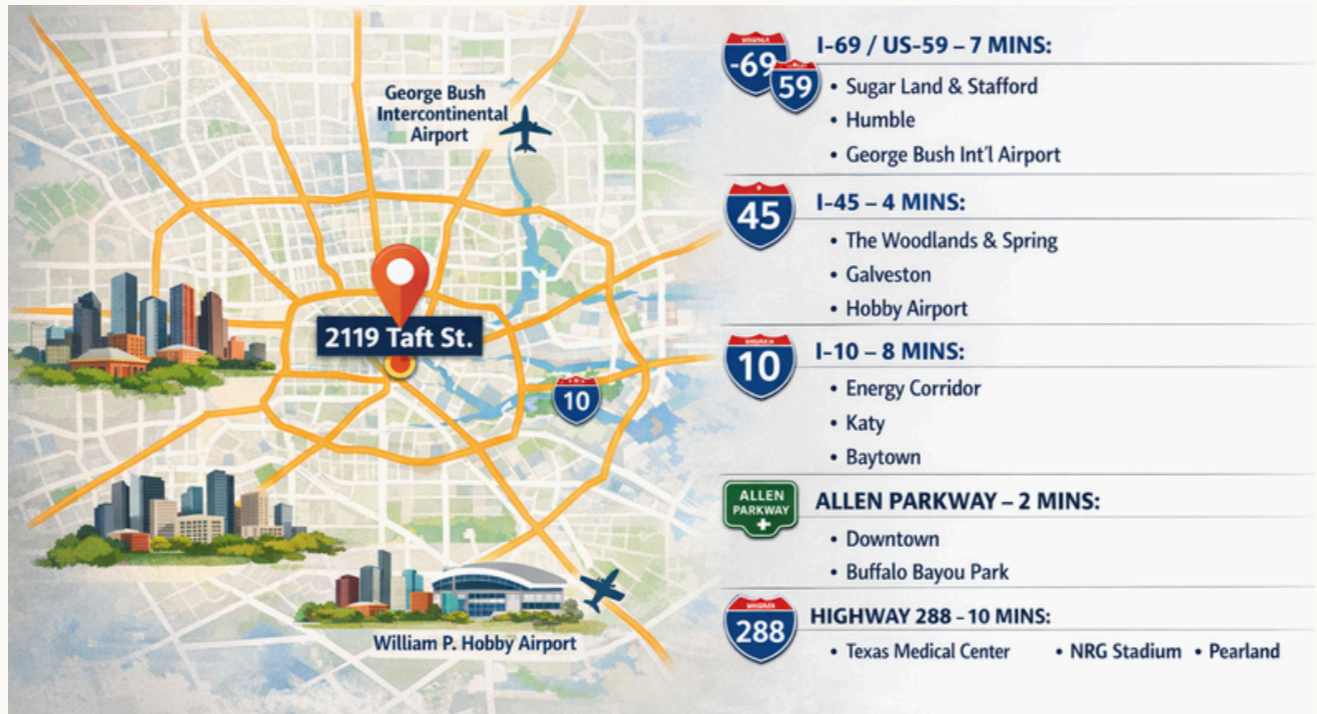 George Bush
Intercontinental
Airport
2119 Taft St.
10
William P. Hobby Airport
-69
59
I-69 / US-59 – 7 MINS:
• Sugar Land & Stafford
• Humble
• George Bush Int'l Airport
45
I-45 – 4 MINS:
• The Woodlands & Spring
• Galveston
• Hobby Airport
10
I-10 – 8 MINS:
• Energy Corridor
• Katy
• Baytown
ALLEN
PARKWAY
ALLEN PARKWAY – 2 MINS:
• Downtown
• Buffalo Bayou Park
288
HIGHWAY 288 – 10 MINS:
• Texas Medical Center • NRG Stadium • Pearland